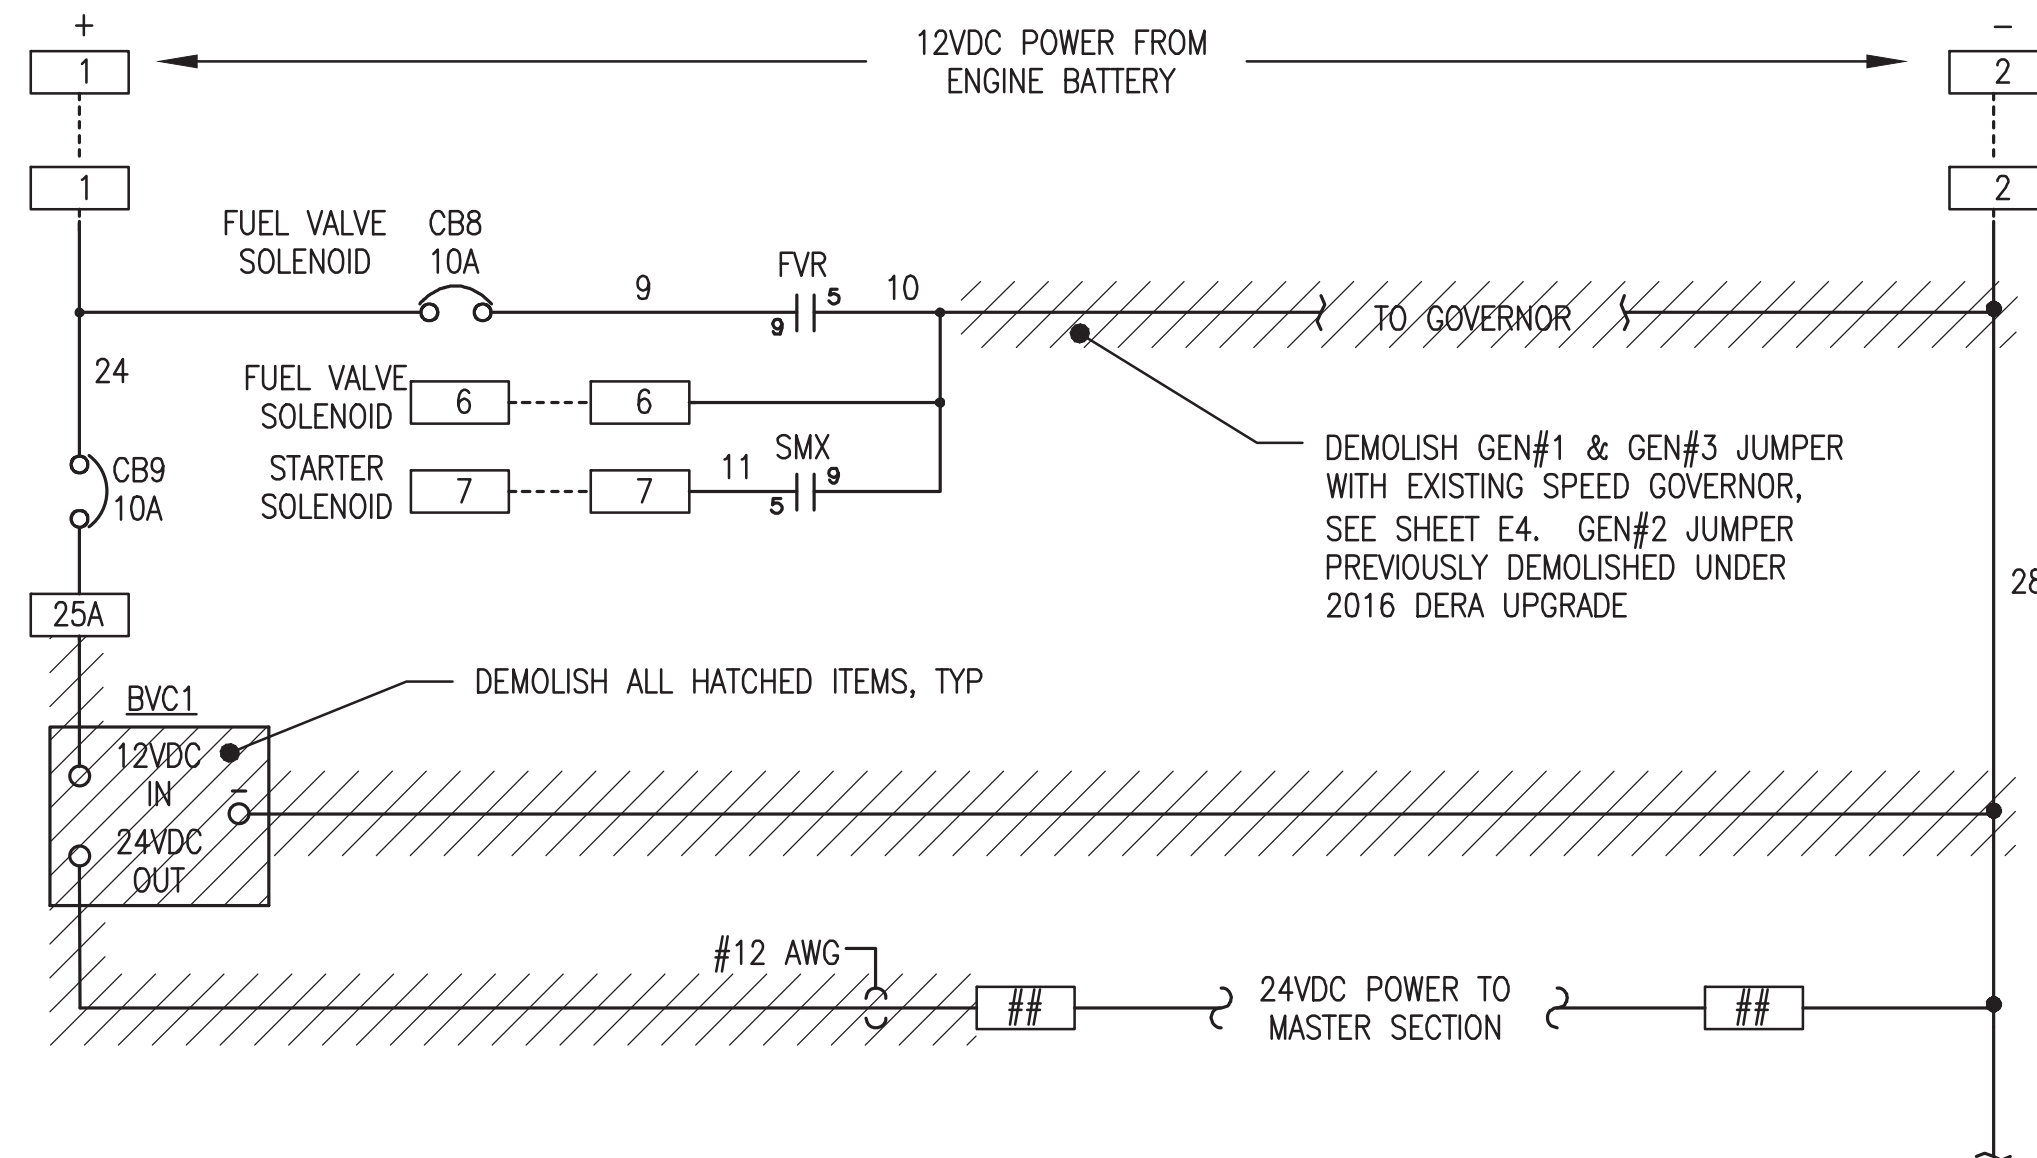 +
–
12VDC POWER FROM
ENGINE BATTERY
1
2
1
2
FUEL VALVE
SOLENOID
CB8
10A
9
FVR
9
5
10
TO GOVERNOR
24
FUEL VALVE
SOLENOID
6
6
STARTER
SOLENOID
7
7
11
SMX
5
9
CB9
10A
DEMOLISH GEN#1 & GEN#3 JUMPER
WITH EXISTING SPEED GOVERNOR,
SEE SHEET E4. GEN#2 JUMPER
PREVIOUSLY DEMOLISHED UNDER
2016 DERA UPGRADE
28
25A
DEMOLISH ALL HATCHED ITEMS, TYP
BVC1
12VDC
IN
–
24VDC
OUT
#12 AWG
##
24VDC POWER TO
MASTER SECTION
##